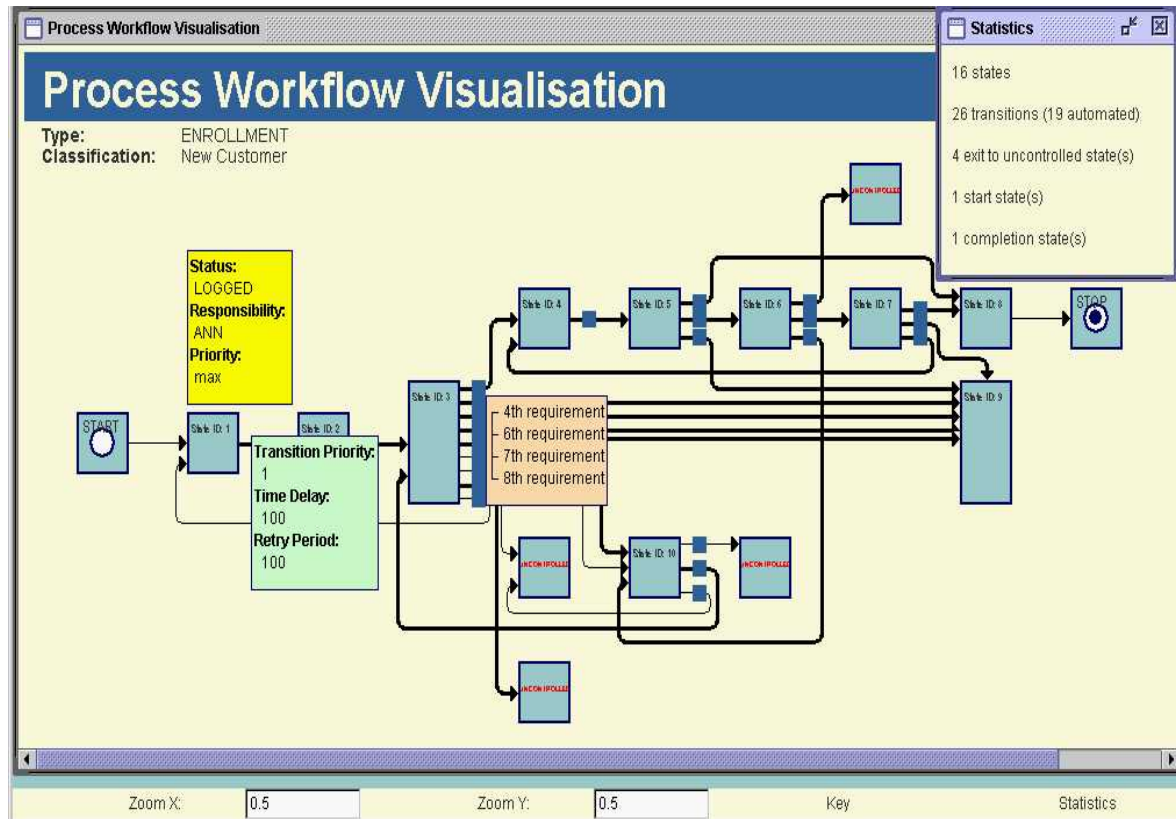 Process Workflow Visualisation
Statistics
Process Workflow Visualisation
16 states
26 transitions (19 automated)
4 exit to uncontrolled state(s)
1 start state(s)
1 completion state(s)
Type: ENROLLMENT
Classification: New Customer
UNCONTROLLED
Status:
LOGGED
Responsibility:
ANN
Priority:
max
State ID: 4
State ID: 5
State ID: 6
State ID: 7
State ID: 8
STOP
START
State ID: 1
State ID: 2
State ID: 3
State ID: 9
4th requirement
6th requirement
7th requirement
8th requirement
Transition Priority:
1
Time Delay:
100
Retry Period:
100
UNCONTROLLED
State ID: 10
UNCONTROLLED
UNCONTROLLED
Zoom X: 0.5 Zoom Y: 0.5 Key Statistics